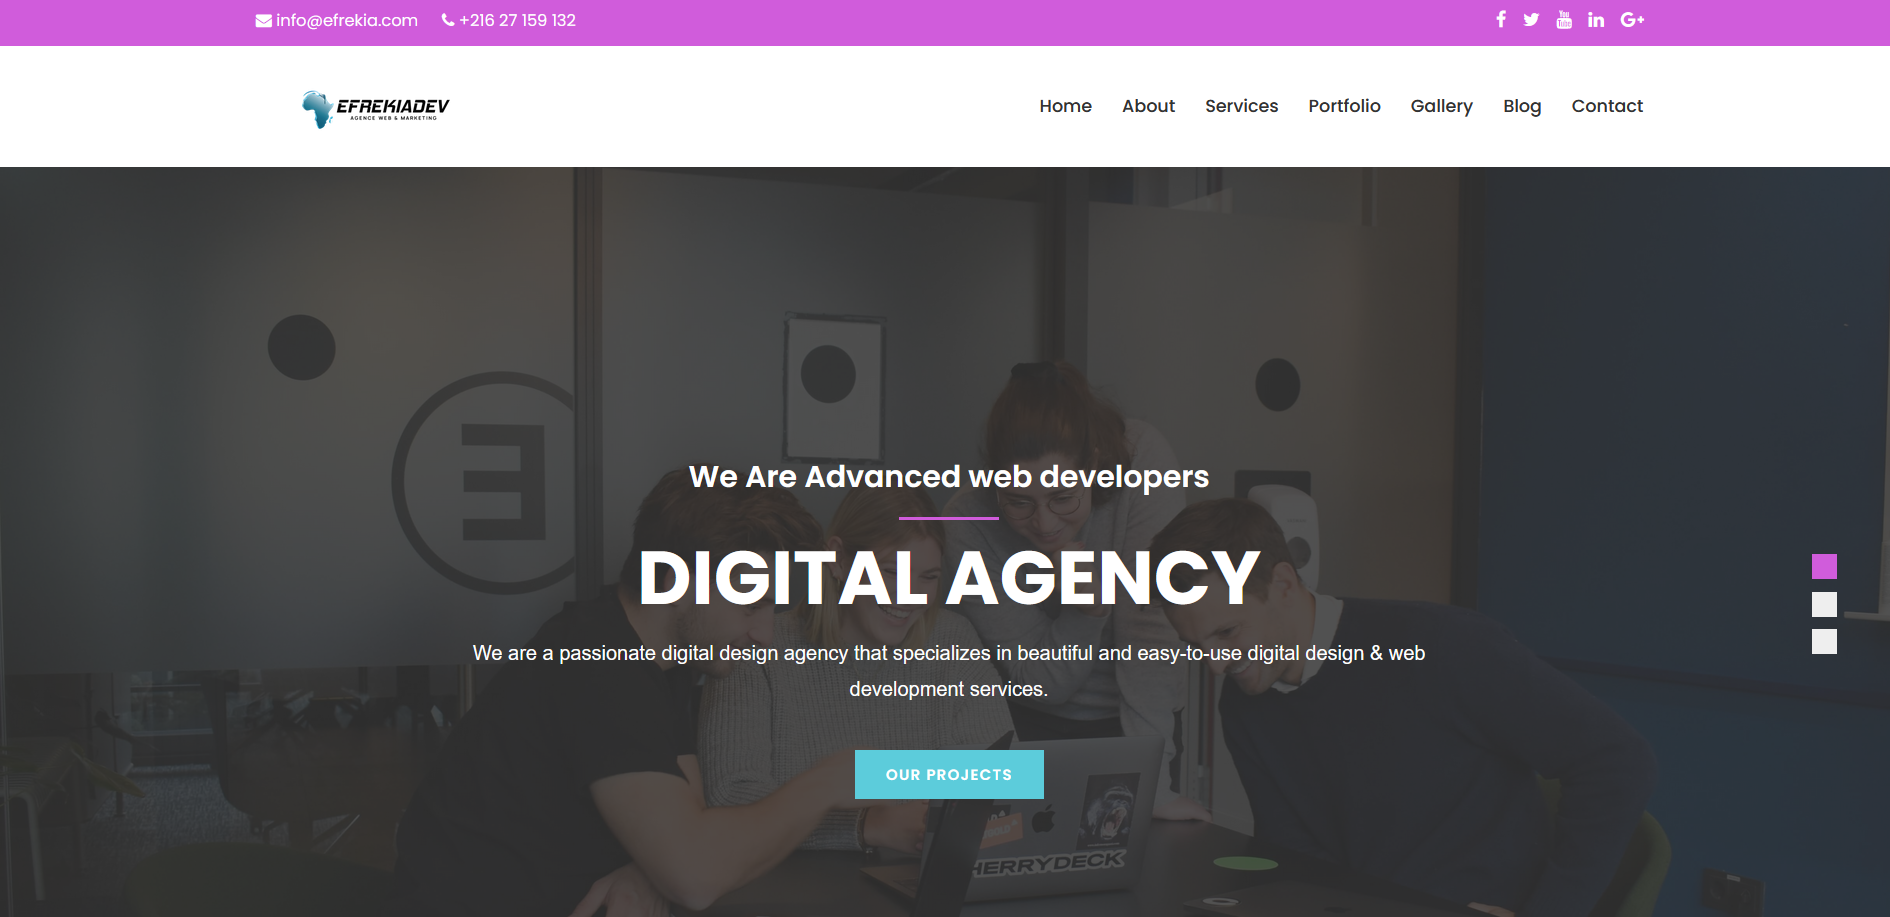 info@efrekia.com +216 27 159 132
EFREKIADEV
AGENCE WEB & MARKETING
Home About Services Portfolio Gallery Blog Contact
We Are Advanced web developers
DIGITAL AGENCY
We are a passionate digital design agency that specializes in beautiful and easy-to-use digital design & web
development services.
OUR PROJECTS
HERRYDECK